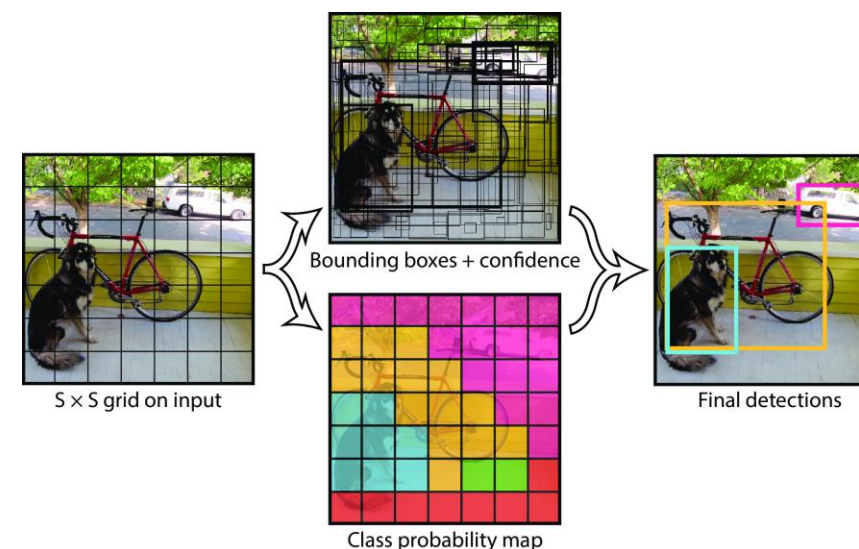 Bounding boxes + confidence
S × S grid on input
Final detections
Class probability map